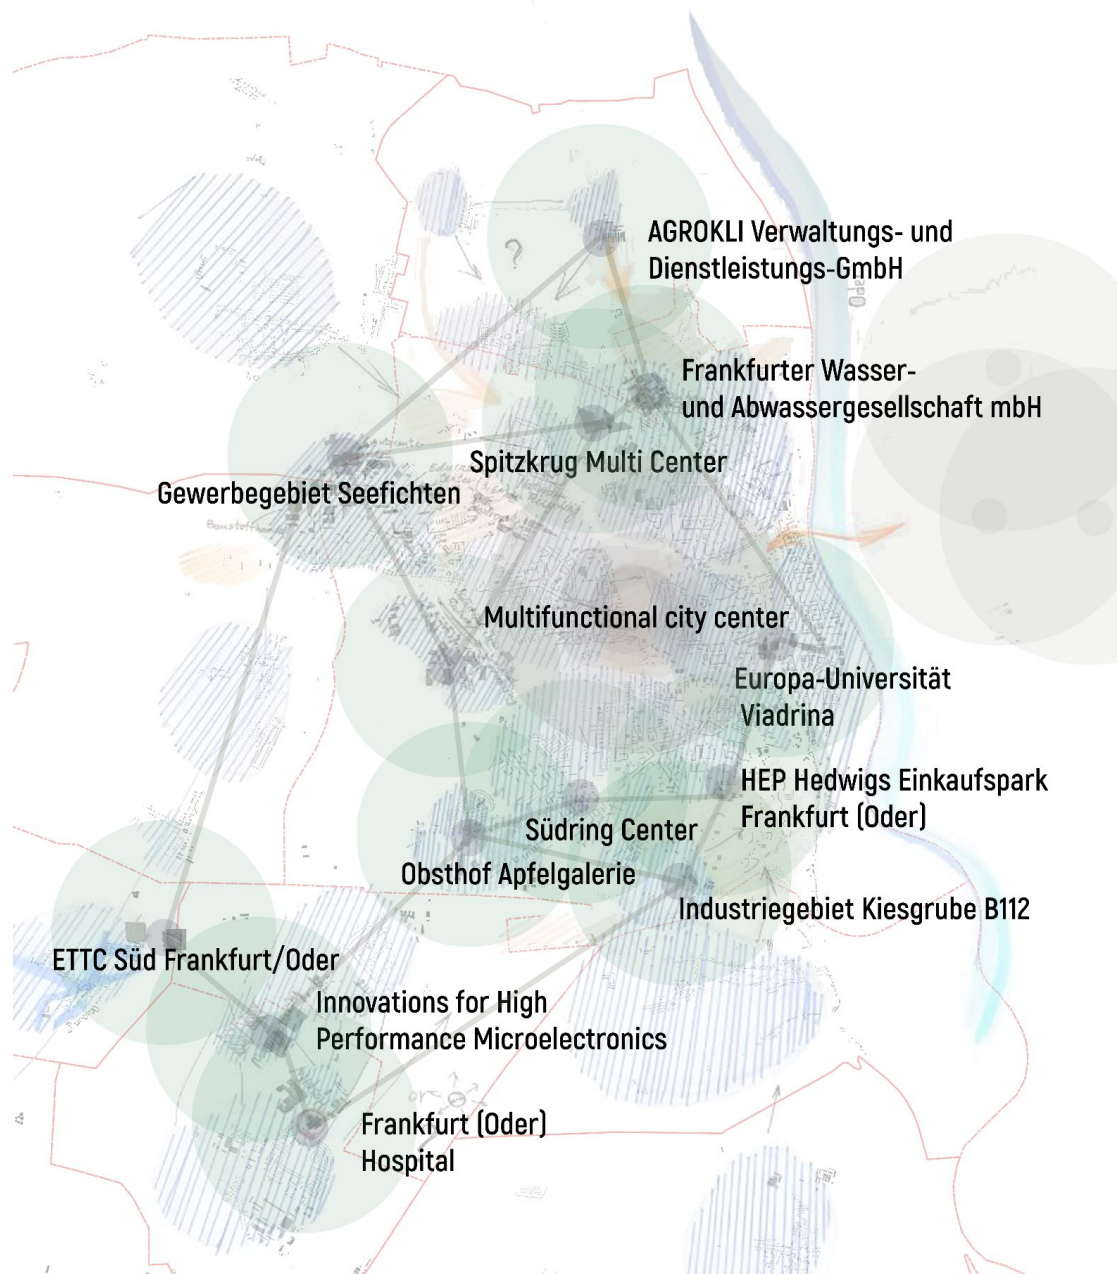 AGROKLI Verwaltungs- und
Dienstleistungs-GmbH
?
Frankfurter Wasser-
und Abwassergesellschaft mbH
Spitzkrug Multi Center
Gewerbegebiet Seefichten
Multifunctional city center
Europa-Universität
Viadrina
HEP Hedwigs Einkaufspark
Frankfurt (Oder)
Südring Center
Obsthof Apfelgalerie
Industriegebiet Kiesgrube B112
ETTC Süd Frankfurt/Oder
Innovations for High
Performance Microelectronics
or
Frankfurt (Oder)
Hospital